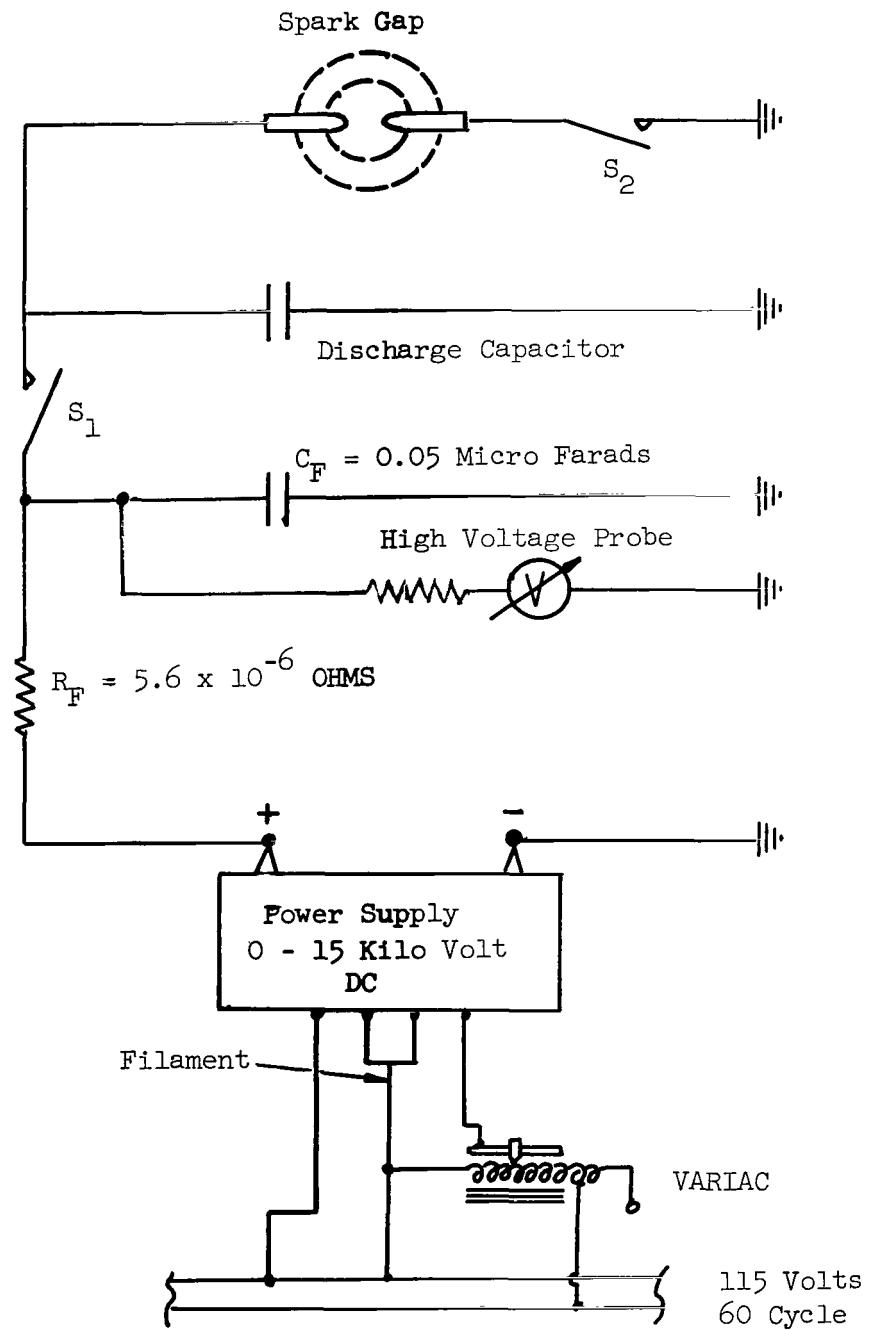 Spark Gap
S2
Discharge Capacitor
S1
CF = 0.05 Micro Farads
High Voltage Probe
V
RF = 5.6 x 10-6 OHMS
+ -
Power Supply
0 - 15 Kilo Volt
DC
Filament
VARIAC
115 Volts
60 Cycle